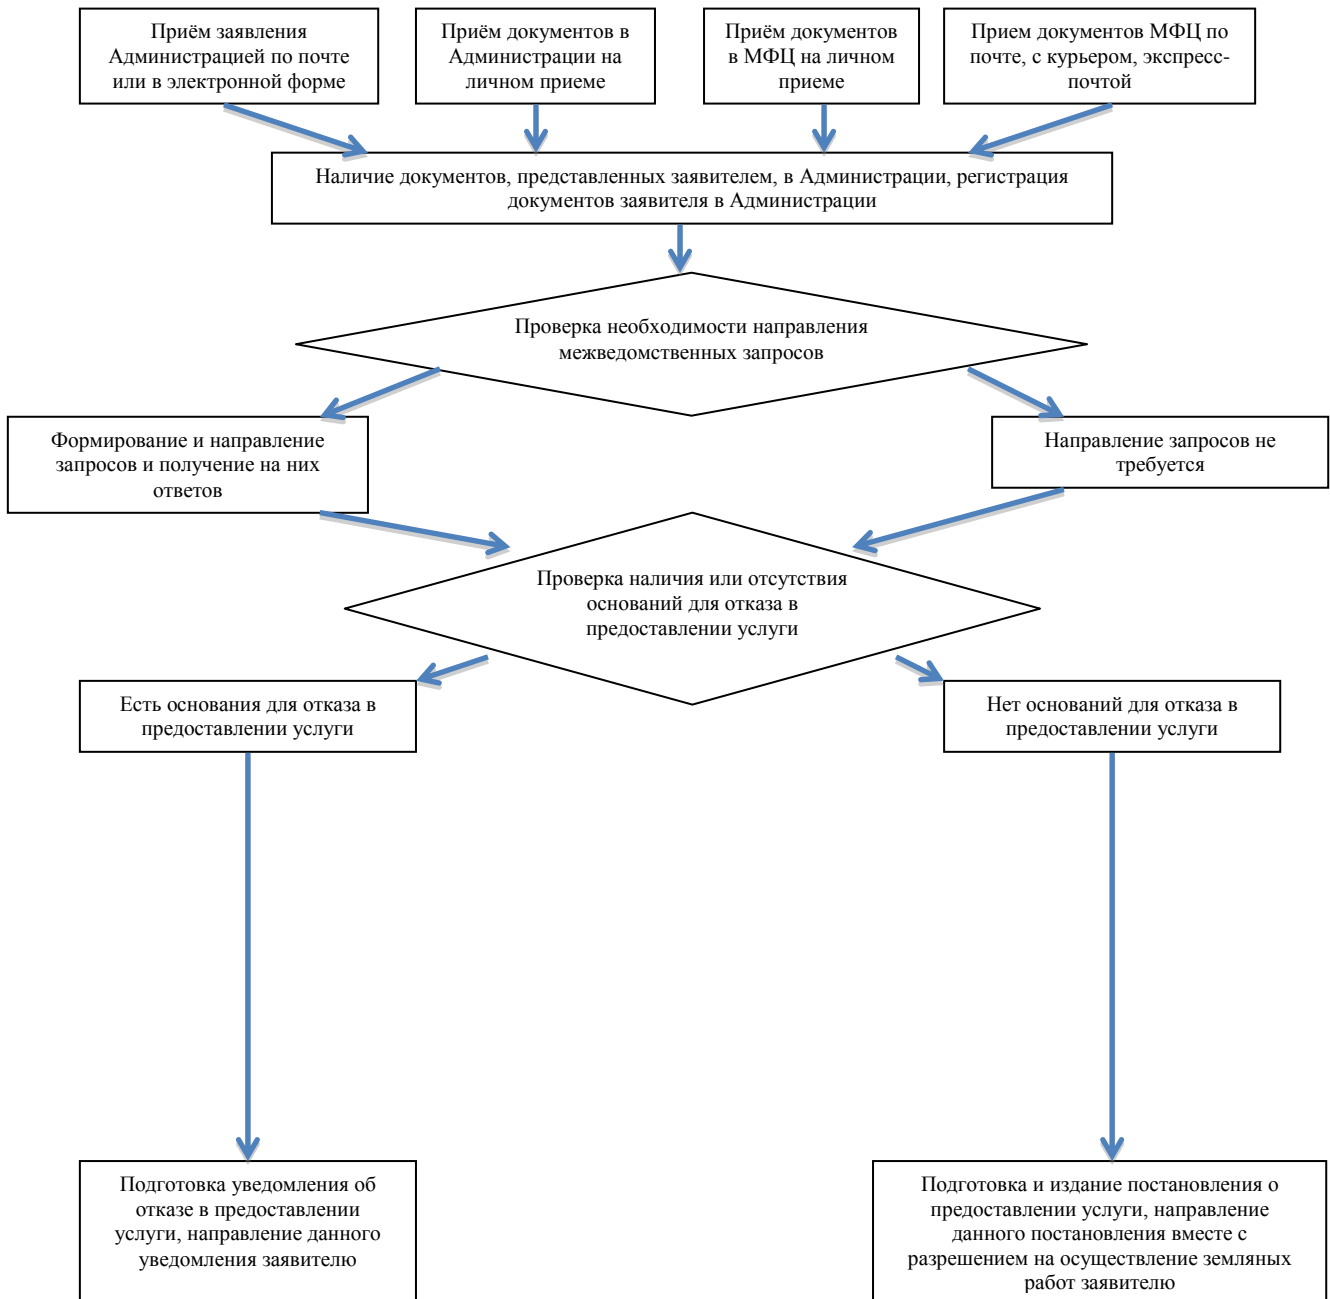 Приём заявления
Администрацией по почте
или в электронной форме
Приём документов в
Администрации на
личном приеме
Приём документов
в МФЦ на личном
приеме
Прием документов МФЦ по
почте, с курьером, экспресс-
почтой
Наличие документов, представленных заявителем, в Администрации, регистрация
документов заявителя в Администрации
Проверка необходимости направления
межведомственных запросов
Формирование и направление
запросов и получение на них
ответов
Направление запросов не
требуется
Проверка наличия или отсутствия
оснований для отказа в
предоставлении услуги
Есть основания для отказа в
предоставлении услуги
Нет оснований для отказа в
предоставлении услуги
Подготовка уведомления об
отказе в предоставлении
услуги, направление данного
уведомления заявителю
Подготовка и издание постановления о
предоставлении услуги, направление
данного постановления вместе с
разрешением на осуществление земляных
работ заявителю